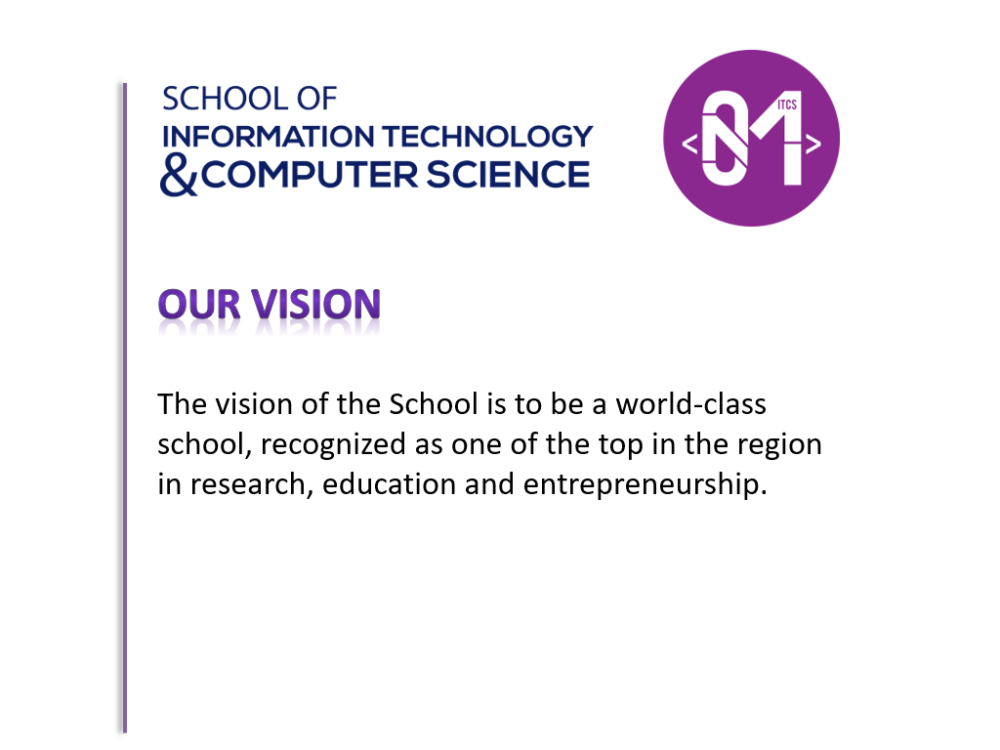 SCHOOL OF
INFORMATION TECHNOLOGY
&COMPUTER SCIENCE
ITCS
<01>
OUR VISION
The vision of the School is to be a world-class
school, recognized as one of the top in the region
in research, education and entrepreneurship.